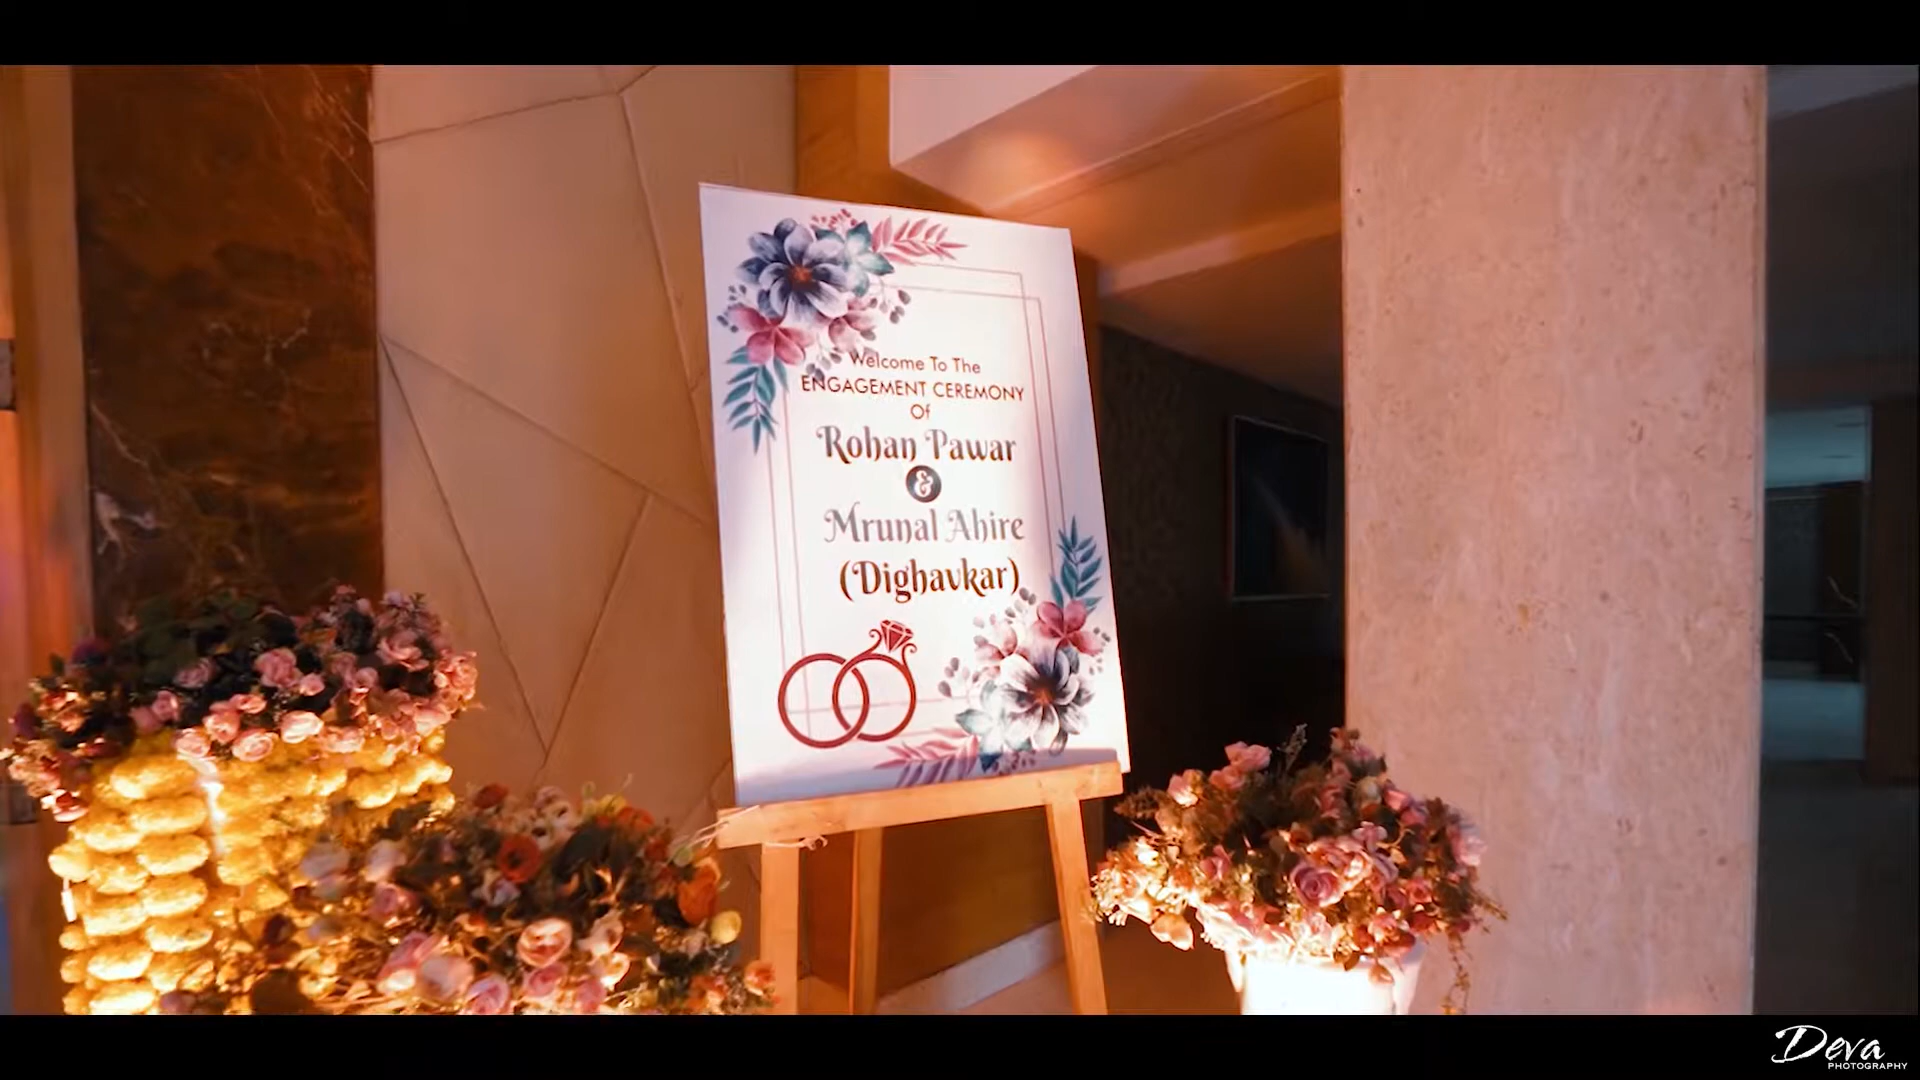 Welcome To The
ENGAGEMENT CEREMONY
Of
Rohan Pawar
&
Mrunal Ahire
(Dighavkar)
Deva
PHOTOGRAPHY